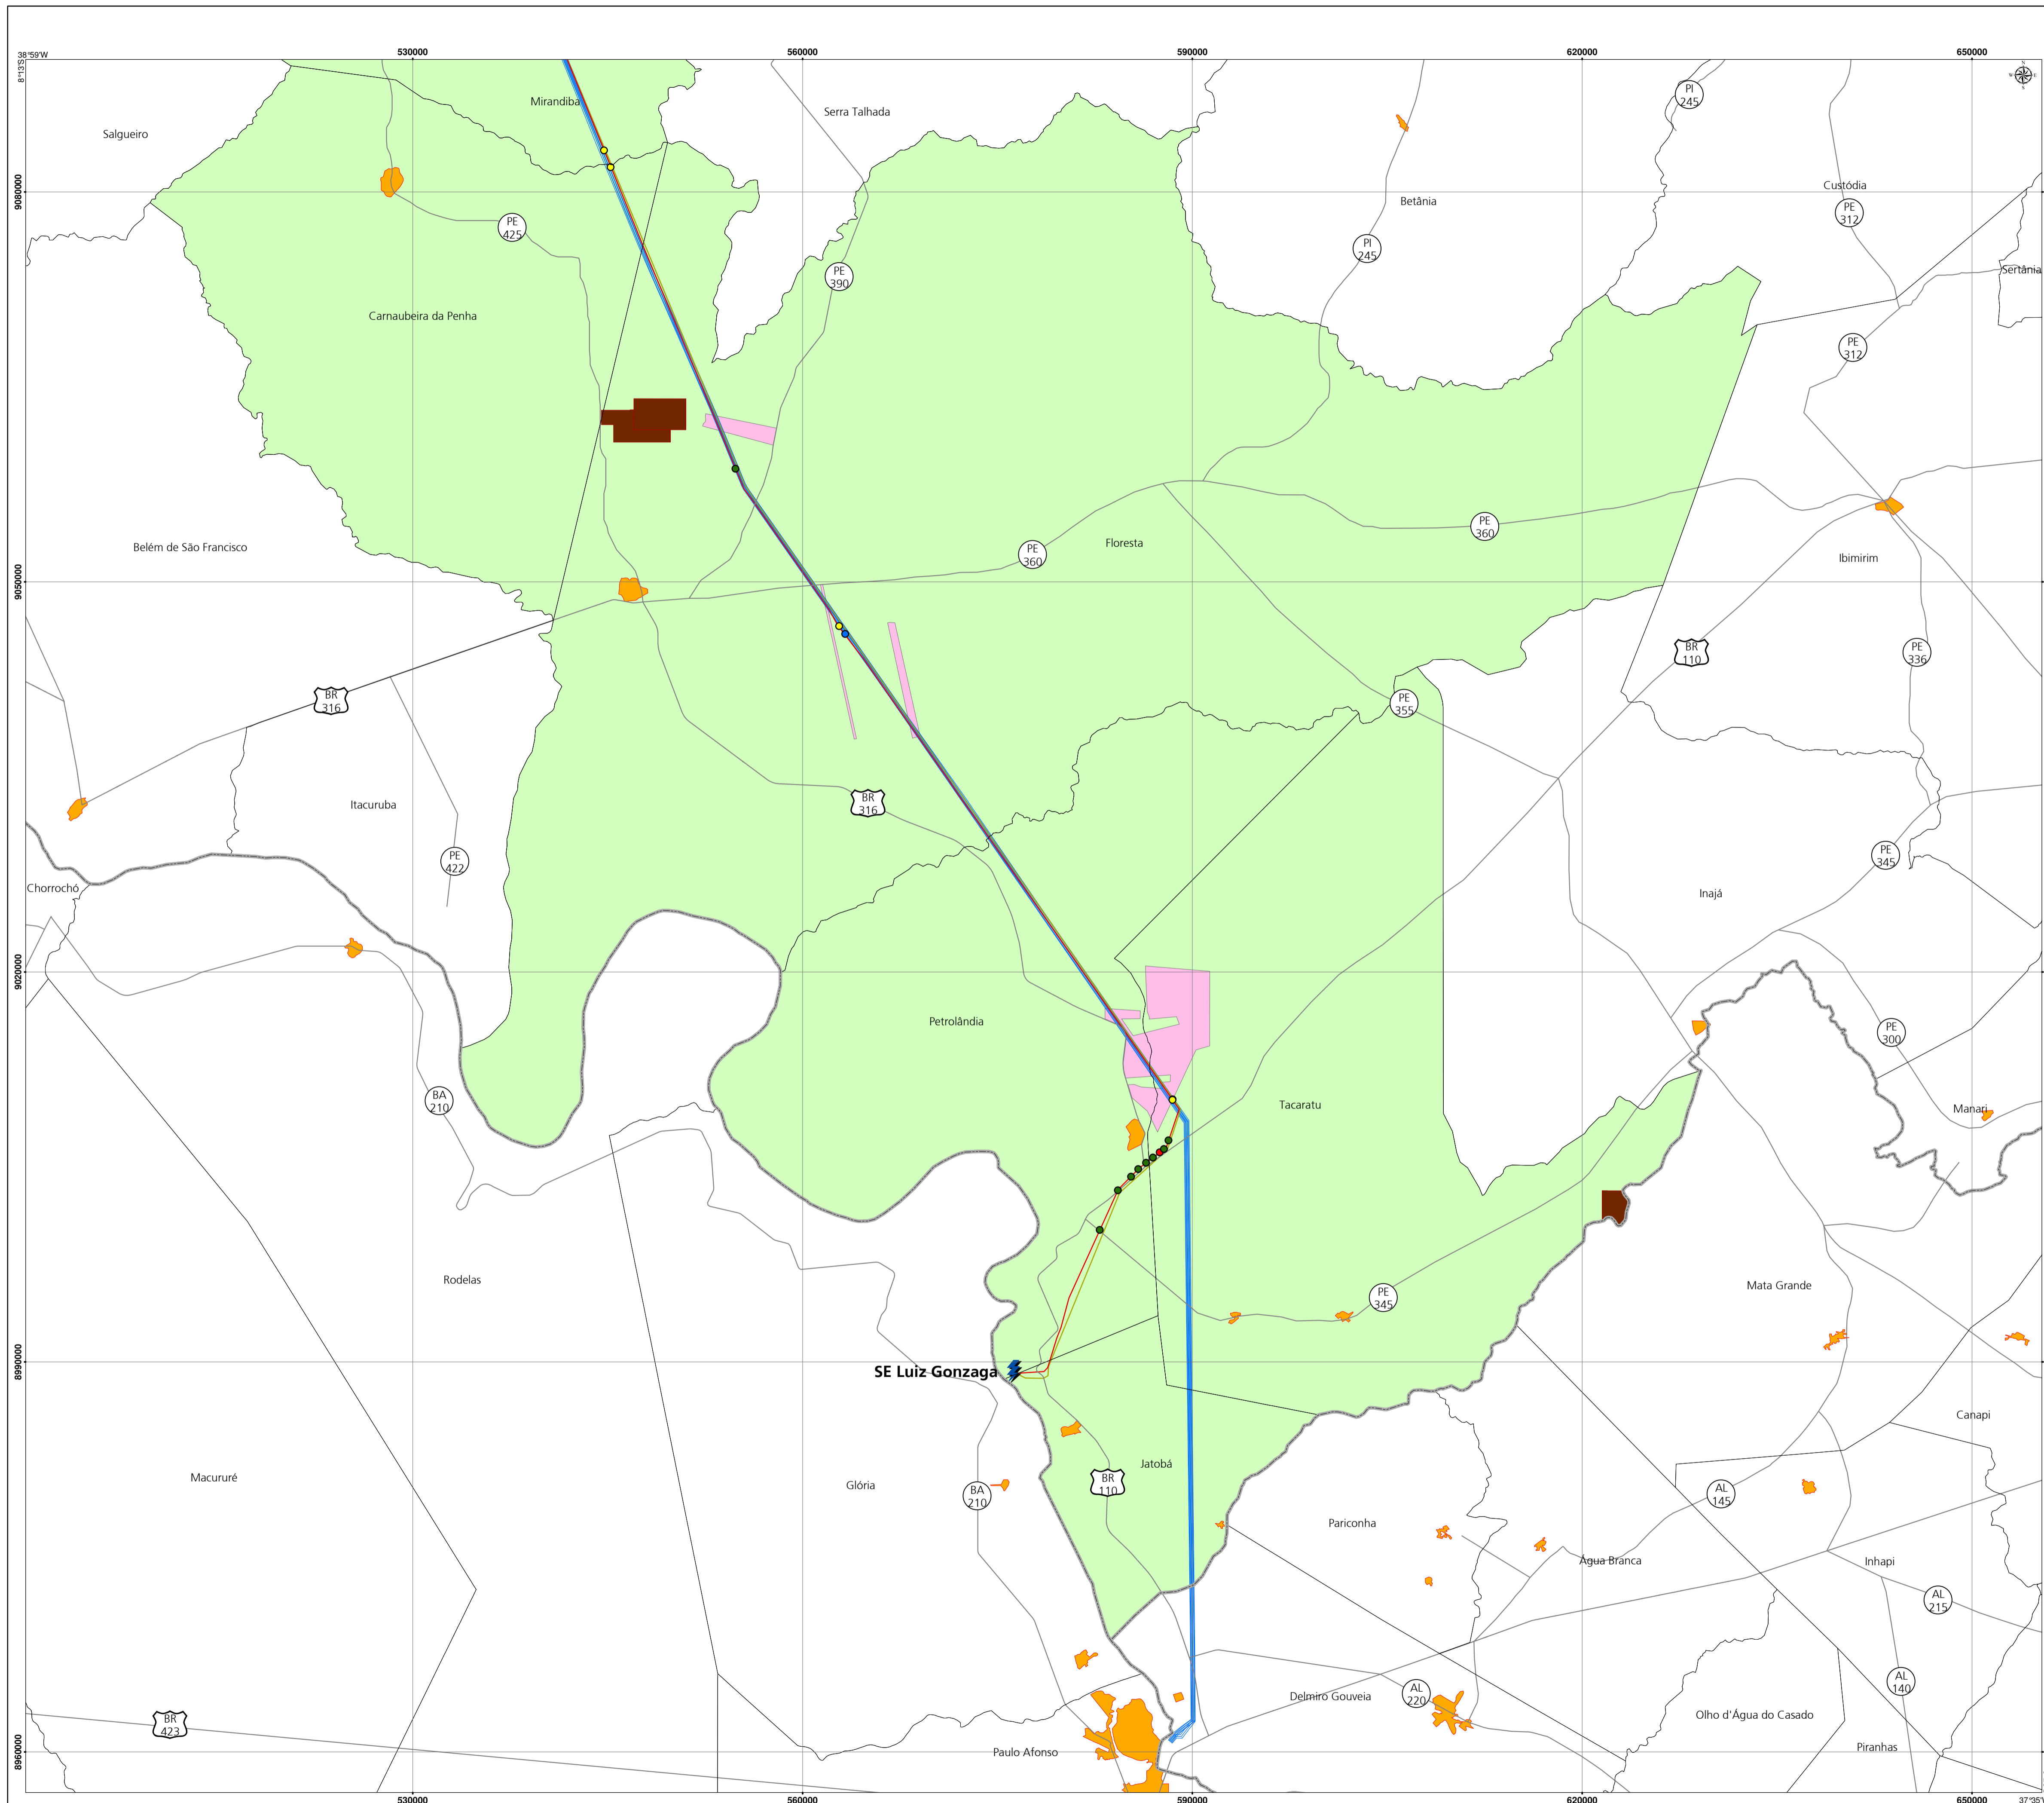 38°59'W
8°13'S
530000
560000
590000
620000
650000
Mirandiba
Serra Talhada
Salgueiro
PI
245
9080000
Custódia
PE
312
Betânia
PE
425
PI
245
PE
390
Sertânia
Carnaubeira da Penha
PE
312
PE
360
Floresta
PE
360
Belém de São Francisco
Ibimirim
9050000
BR
110
PE
336
BR
316
PE
355
Itacuruba
BR
316
PE
422
PE
345
Chorrochó
Inajá
9020000
Petrolândia
PE
300
BA
210
Tacaratu
Manari
Rodelas
PE
345
Mata Grande
8990000
SE Luiz Gonzaga
Canapi
Jatobá
Macururé
Glória
BR
110
BA
210
AL
145
Pariconha
Água Branca
Inhapi
AL
215
Delmiro Gouveia
AL
220
AL
140
BR
423
Olho d'Água do Casado
Paulo Afonso
Piranhas
8960000
530000
560000
590000
620000
650000
37°35'